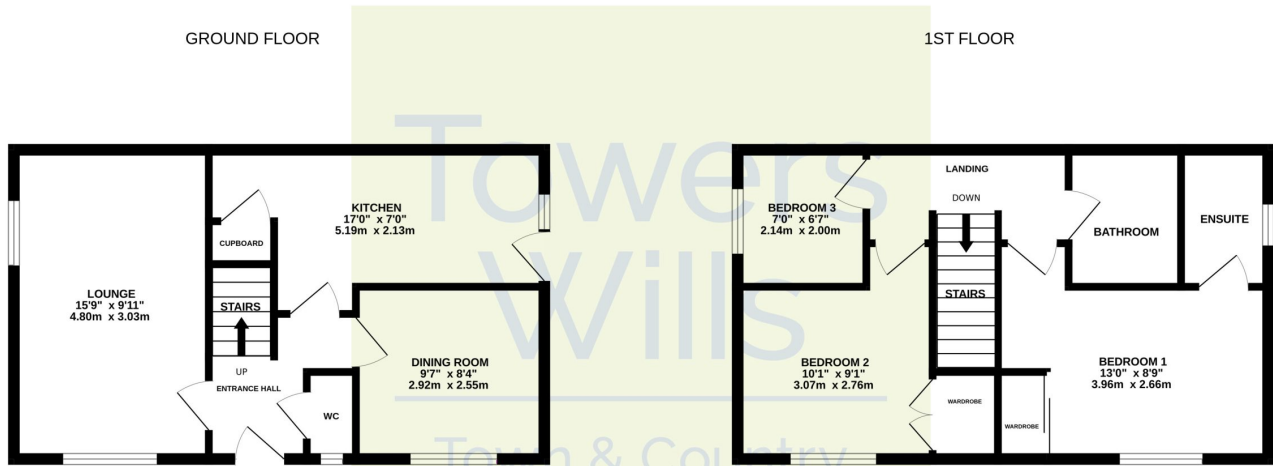 GROUND FLOOR
1ST FLOOR
Towers
Wills
Town & Country
LOUNGE
15'9" x 9'11"
4.80m x 3.03m
CUPBOARD
STAIRS
UP
ENTRANCE HALL
WC
KITCHEN
17'0" x 7'0"
5.19m x 2.13m
DINING ROOM
9'7" x 8'4"
2.92m x 2.55m
BEDROOM 3
7'0" x 6'7"
2.14m x 2.00m
LANDING
DOWN
STAIRS
BATHROOM
ENSUITE
BEDROOM 2
10'1" x 9'1"
3.07m x 2.76m
WARDROBE
WARDROBE
BEDROOM 1
13'0" x 8'9"
3.96m x 2.66m